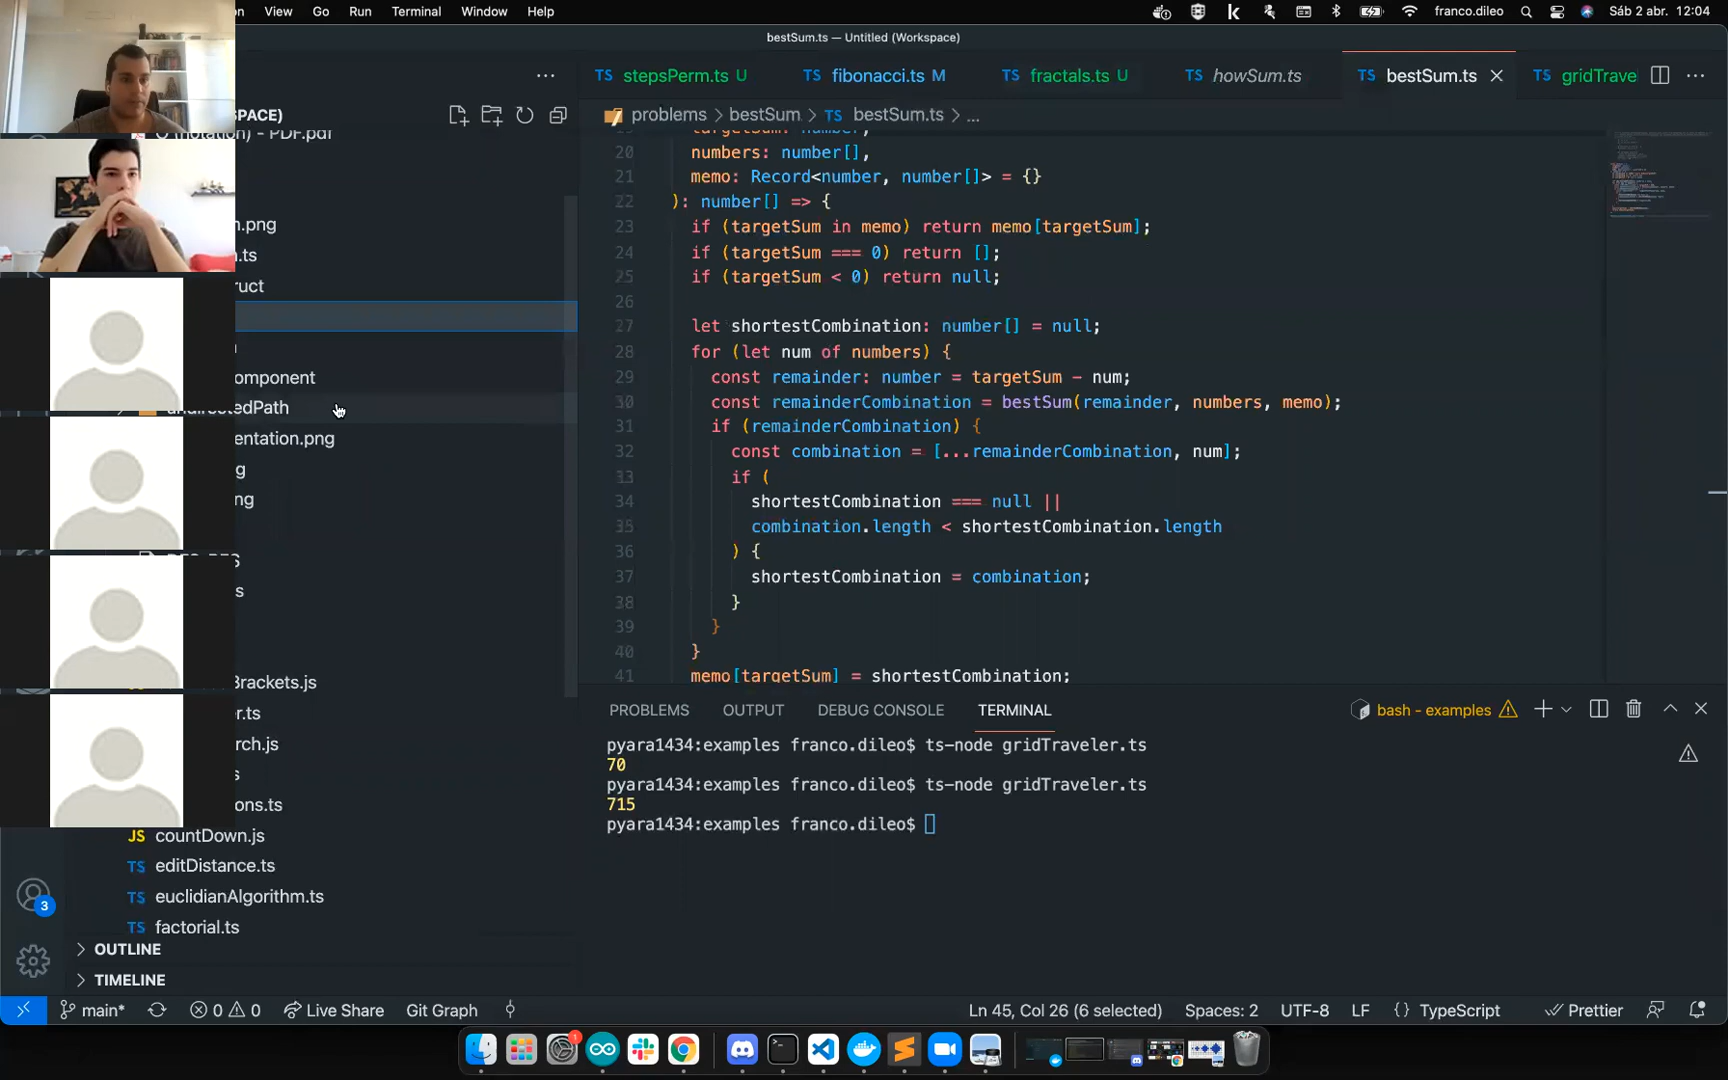 View Go Run Terminal Window Help
franco.dileo Sáb 2 abr. 12:04
bestSum.ts — Untitled (Workspace)
stepsPerm.ts U fibonacci.ts M fractals.ts U howSum.ts bestSum.ts gridTrave
problems > bestSum > TS bestSum.ts > ...
PACE)
(notation) - PDF.pdf
n.png
n.ts
ruct
omponent
undirectedPath
entation.png
g
ng
s
Brackets.js
r.ts
rch.js
s
ons.ts
JS countDown.js
TS editDistance.ts
TS euclidianAlgorithm.ts
TS factorial.ts
OUTLINE
TIMELINE
targetSum: number,
20 numbers: number[],
21 memo: Record<number, number[]> = {}
22 ): number[] => {
23 if (targetSum in memo) return memo[targetSum];
24 if (targetSum === 0) return [];
25 if (targetSum < 0) return null;
26
27 let shortestCombination: number[] = null;
28 for (let num of numbers) {
29 const remainder: number = targetSum - num;
30 const remainderCombination = bestSum(remainder, numbers, memo);
31 if (remainderCombination) {
32 const combination = [...remainderCombination, num];
33 if (
34 shortestCombination === null ||
35 combination.length < shortestCombination.length
36 ) {
37 shortestCombination = combination;
38 }
39 }
40 }
41 memo[targetSum] = shortestCombination;
PROBLEMS OUTPUT DEBUG CONSOLE TERMINAL bash - examples
pyara1434:examples franco.dileo$ ts-node gridTraveler.ts
70
pyara1434:examples franco.dileo$ ts-node gridTraveler.ts
715
pyara1434:examples franco.dileo$
3
main* 0 0 Live Share Git Graph Ln 45, Col 26 (6 selected) Spaces: 2 UTF-8 LF {} TypeScript Prettier
1